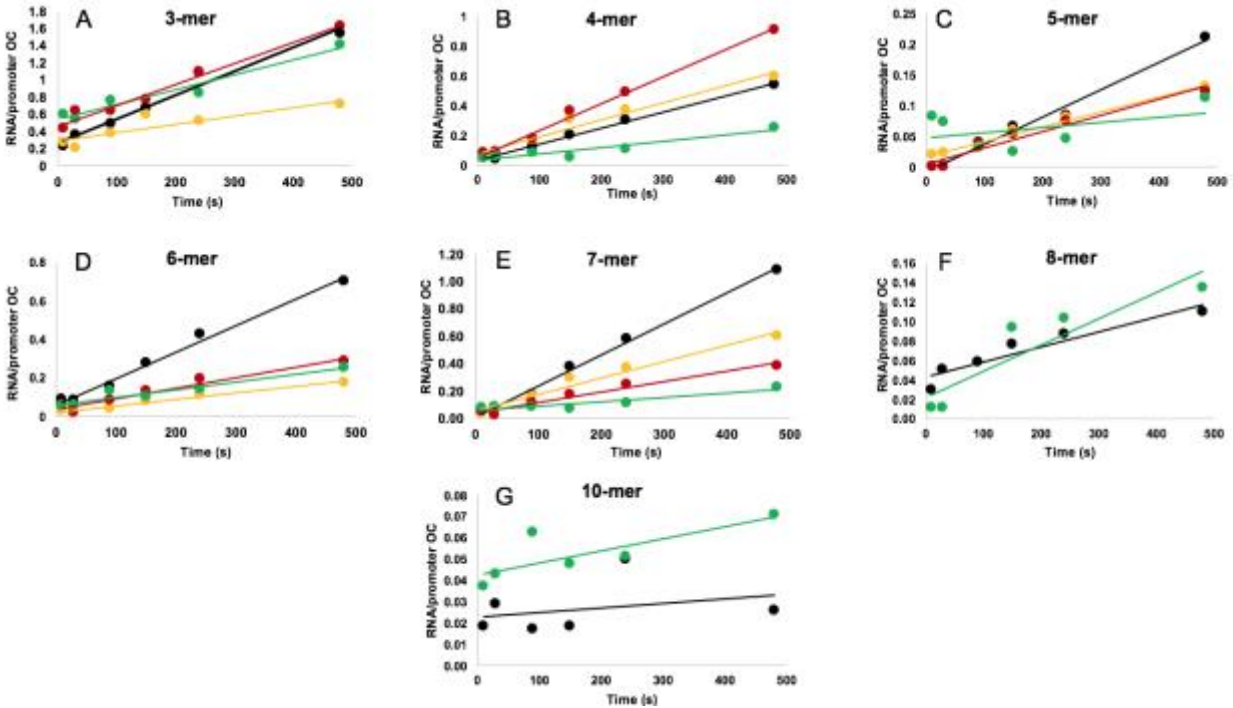 A 3-mer
RNA/promoter OC
1.8
1.6
1.4
1.2
1
0.8
0.6
0.4
0.2
0
0 100 200 300 400 500
Time (s)
B 4-mer
RNA/promoter OC
1
0.8
0.6
0.4
0.2
0
0 100 200 300 400 500
Time (s)
C 5-mer
RNA/promoter OC
0.25
0.2
0.15
0.1
0.05
0
0 100 200 300 400 500
Time (s)
D 6-mer
RNA/promoter OC
0.8
0.6
0.4
0.2
0
0 100 200 300 400 500
Time (s)
E 7-mer
RNA/promoter OC
1.20
1.00
0.80
0.60
0.40
0.20
0.00
0 100 200 300 400 500
Time (s)
F 8-mer
RNA/promoter OC
0.16
0.14
0.12
0.10
0.08
0.06
0.04
0.02
0.00
0 100 200 300 400 500
Time (s)
G 10-mer
RNA/promoter OC
0.08
0.07
0.06
0.05
0.04
0.03
0.02
0.01
0.00
0 100 200 300 400 500
Time (s)